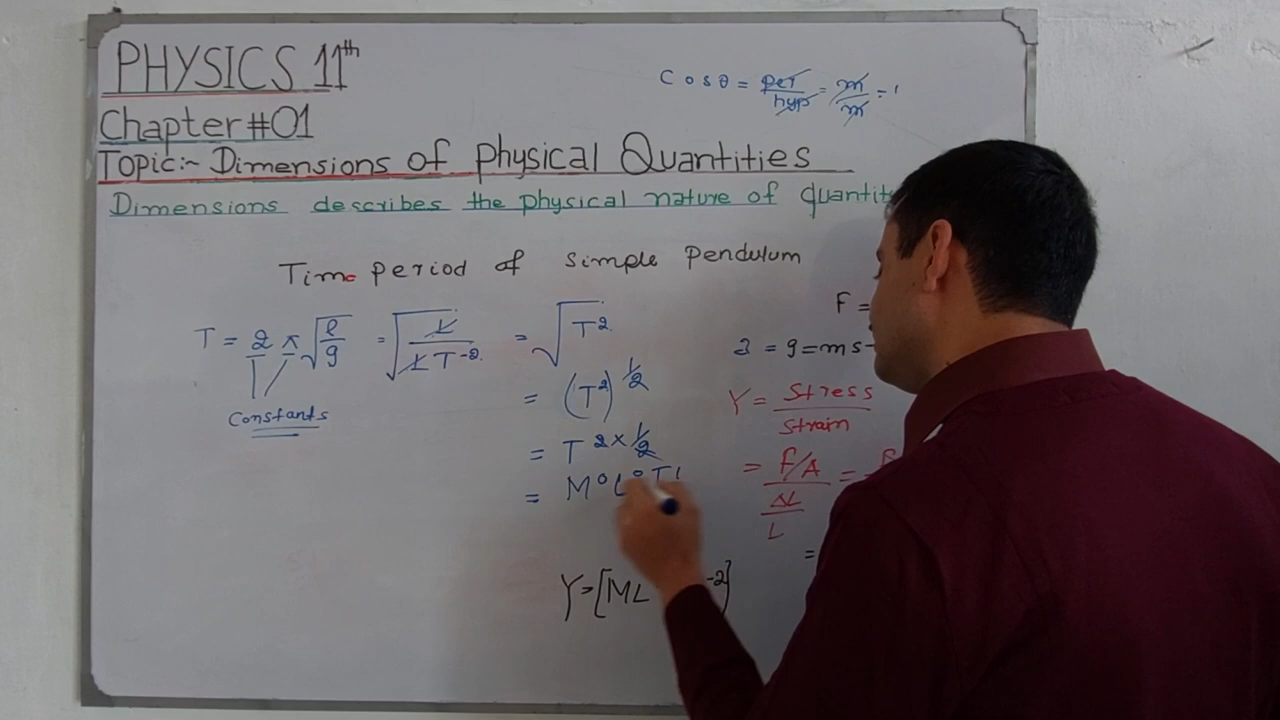 PHYSICS 11th
Chapter#01
Topic:- Dimensions of Physical Quantities
Dimensions describes the physical nature of
Cosθ = per/hyp = m/m = 1
Time period of simple pendulum
T = 2π√(l/g) = √(L/LT⁻²) = √T²
Constants
= (T²)^1/2
= T^2×1/2
= M⁰L⁰T¹
F =
a = g = ms-
Y = Stress/Strain
= F/A / ΔL/L =
=
Y=[ML -2]